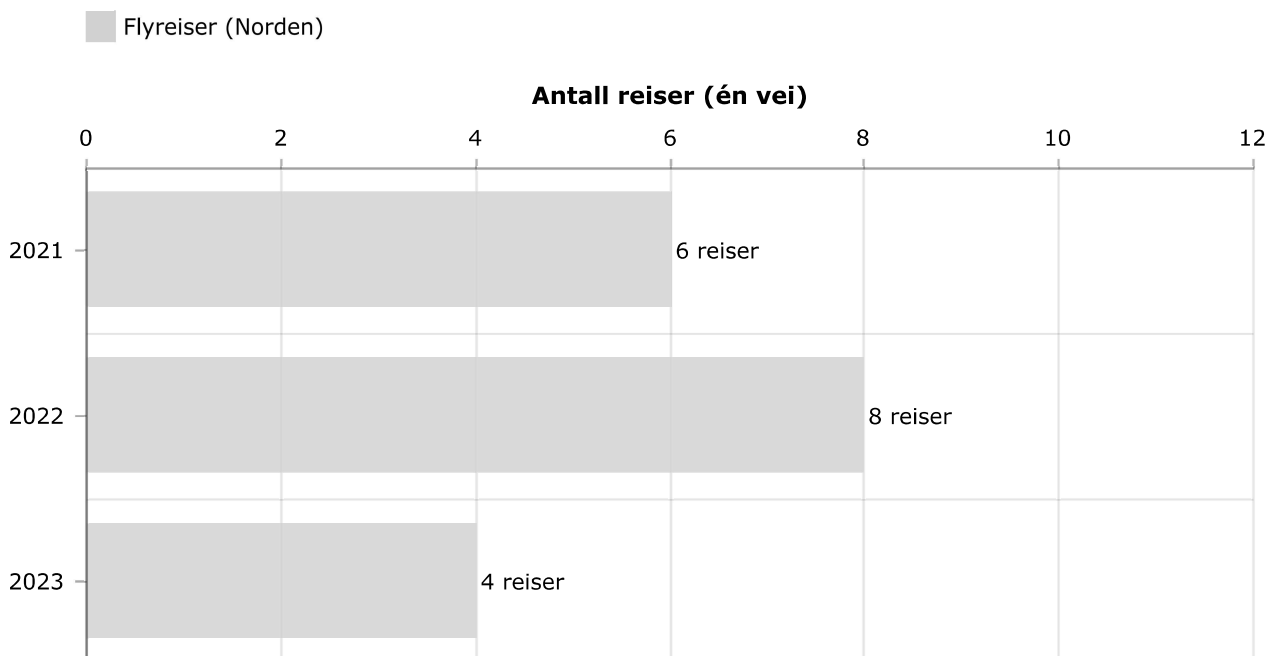 Flyreiser (Norden)
Antall reiser (én vei)
0 2 4 6 8 10 12
2021 6 reiser
2022 8 reiser
2023 4 reiser